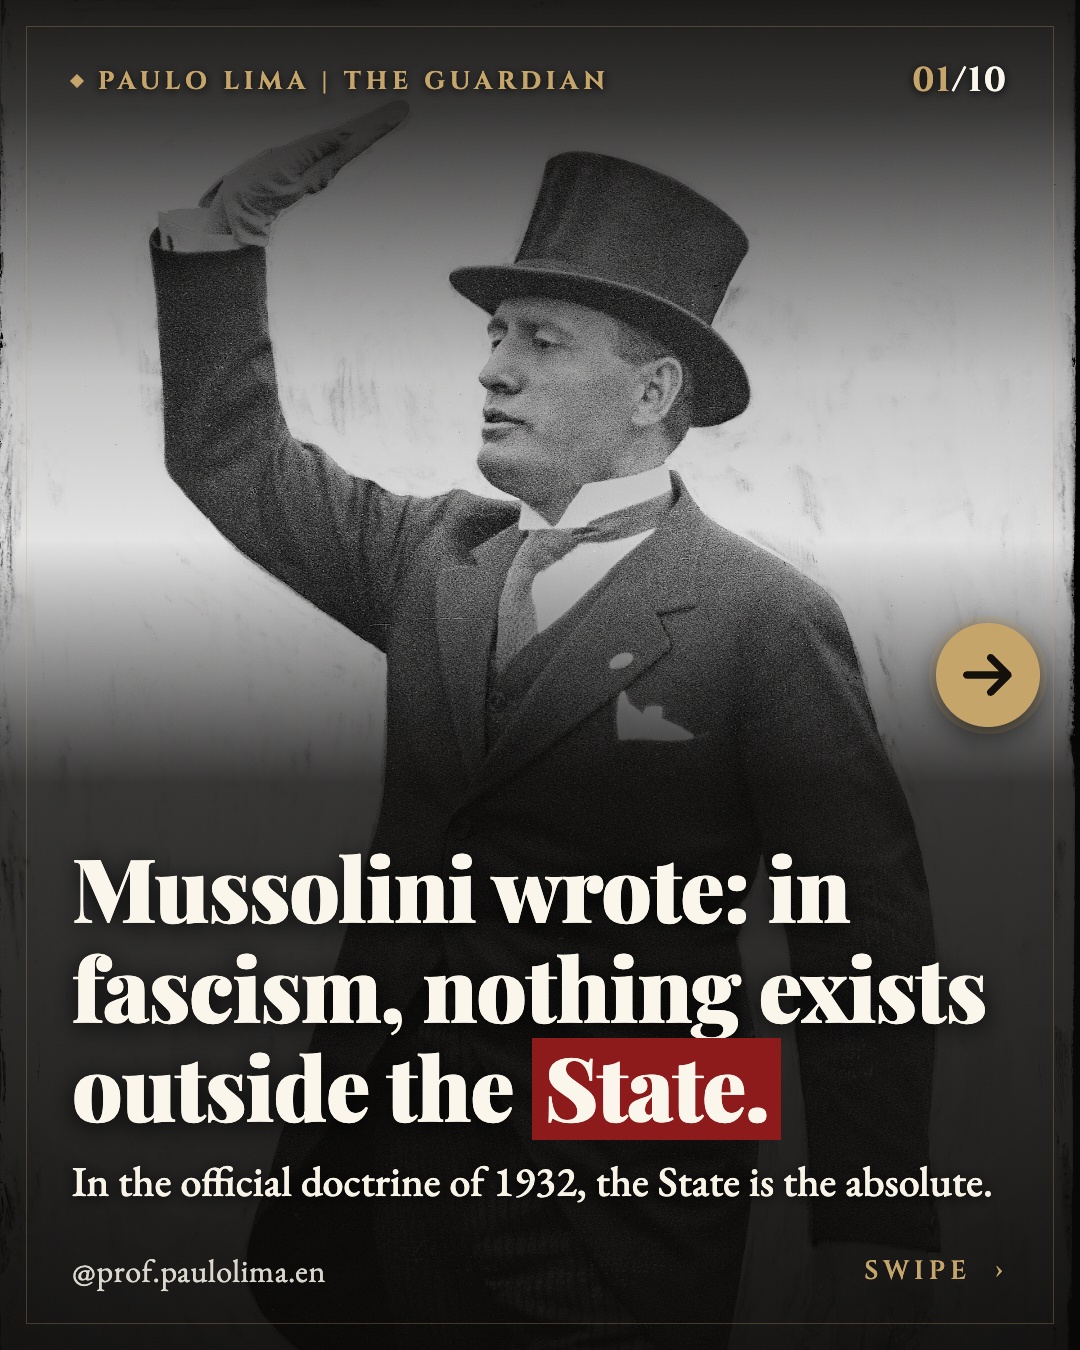 PAULO LIMA | THE GUARDIAN
01/10
Mussolini wrote: in
fascism, nothing exists
outside the State.
In the official doctrine of 1932, the State is the absolute.
@prof.paulolima.en
SWIPE ›